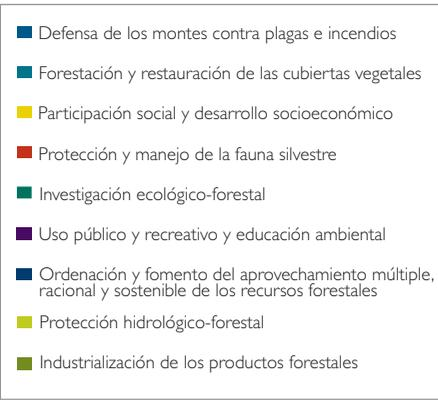 Defensa de los montes contra plagas e incendios
Forestación y restauración de las cubiertas vegetales
Participación social y desarrollo socioeconómico
Protección y manejo de la fauna silvestre
Investigación ecológico-forestal
Uso público y recreativo y educación ambiental
Ordenación y fomento del aprovechamiento múltiple,
racional y sostenible de los recursos forestales
Protección hidrológico-forestal
Industrialización de los productos forestales